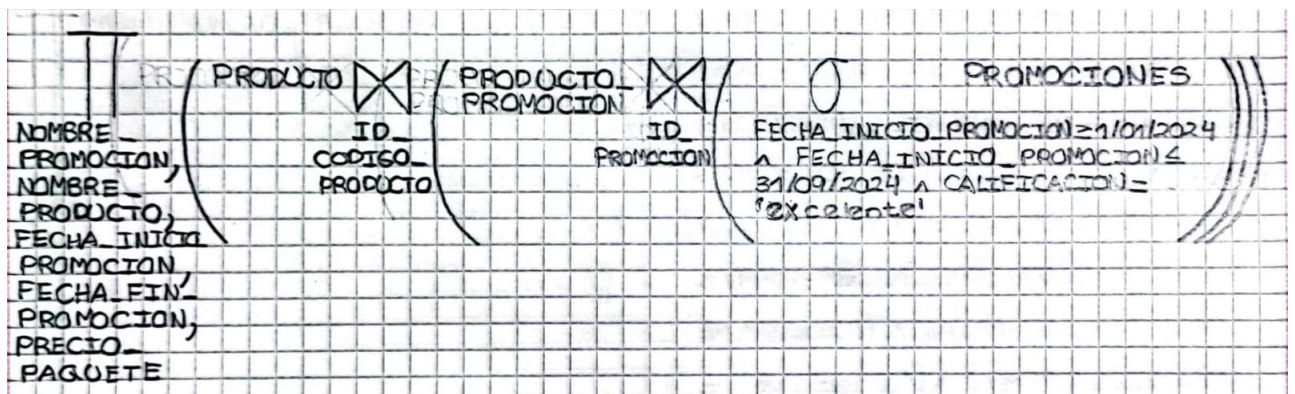 π
NOMBRE_
PROMOCION,
NOMBRE_
PRODUCTO,
FECHA_INICIO
PROMOCION,
FECHA_FIN_
PROMOCION,
PRECIO_
PAQUETE
( PRODUCTO ⋈
ID_
CODIGO_
PRODUCTO
( PRODUCTO_
PROMOCION ⋈
ID_
PROMOCION
( σ PROMOCIONES )))
FECHA_INICIO_PROMOCION≥1/01/2024
∧ FECHA_INICIO_PROMOCION≤
31/09/2024 ∧ CALIFICACION=
'excelente'